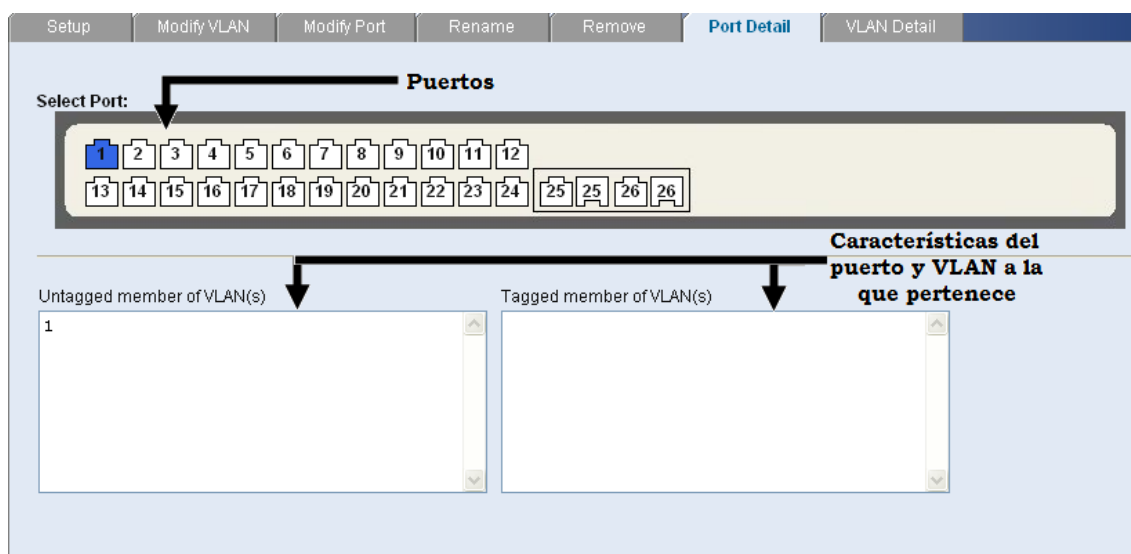 Setup Modify VLAN Modify Port Rename Remove Port Detail VLAN Detail
Puertos
Select Port:
1 2 3 4 5 6 7 8 9 10 11 12
13 14 15 16 17 18 19 20 21 22 23 24 25 25 26 26
Características del
puerto y VLAN a la
que pertenece
Untagged member of VLAN(s) Tagged member of VLAN(s)
1